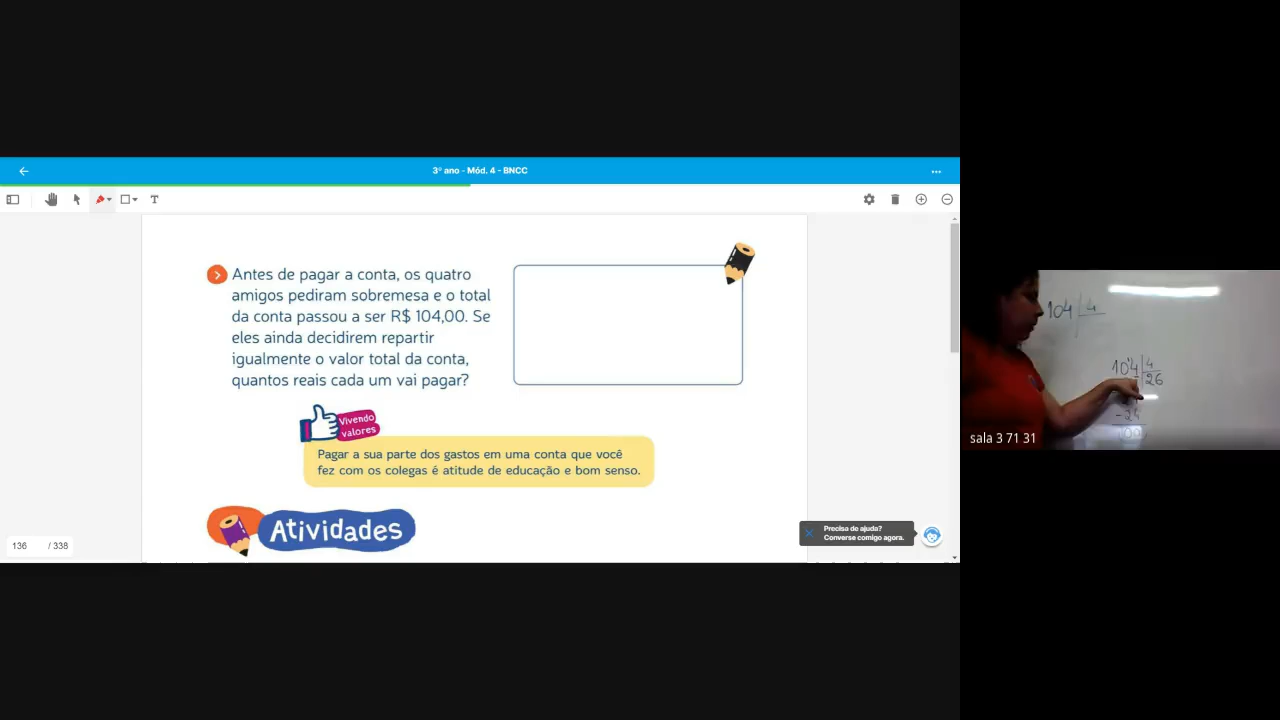 3º ano - Mód. 4 - BNCC
T
Antes de pagar a conta, os quatro
amigos pediram sobremesa e o total
da conta passou a ser R$ 104,00. Se
eles ainda decidirem repartir
igualmente o valor total da conta,
quantos reais cada um vai pagar?
Vivendo
valores
Pagar a sua parte dos gastos em uma conta que você
fez com os colegas é atitude de educação e bom senso.
Atividades
136 / 338
Precisa de ajuda?
Converse comigo agora.
104 4
104 4
26
-24
sala 3 71 31